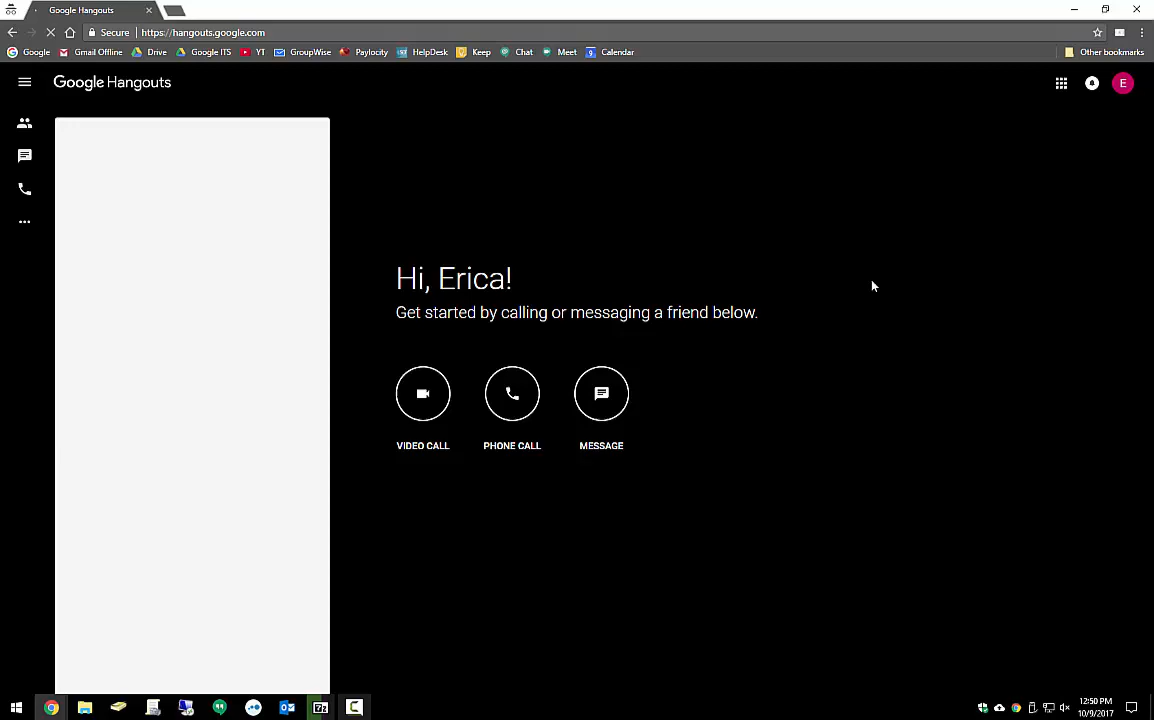 Google Hangouts
Secure | https://hangouts.google.com
Google Gmail Offline Drive Google ITS YT GroupWise Paylocity HelpDesk Keep Chat Meet Calendar Other bookmarks
Google Hangouts
E
Hi, Erica!
Get started by calling or messaging a friend below.
VIDEO CALL PHONE CALL MESSAGE
12:50 PM
10/9/2017